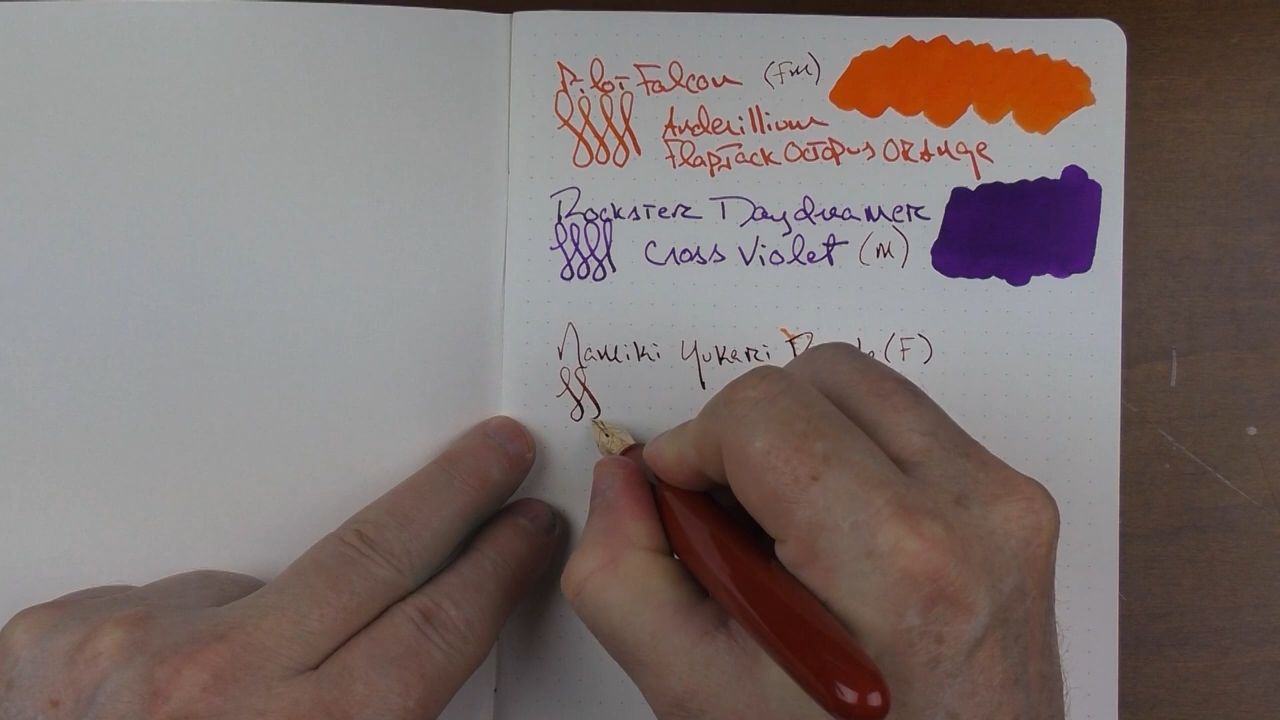 Pilot Falcon (FM)
Anderillium
Flapjack Octopus Orange
Rockster Daydreamer
Cross Violet (M)
Namiki Yukari (F)